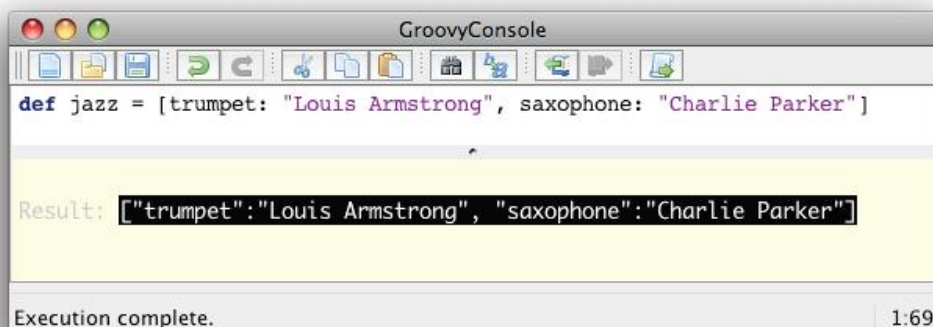 GroovyConsole
def jazz = [trumpet: "Louis Armstrong", saxophone: "Charlie Parker"]
Result: ["trumpet":"Louis Armstrong", "saxophone":"Charlie Parker"]
Execution complete.
1:69